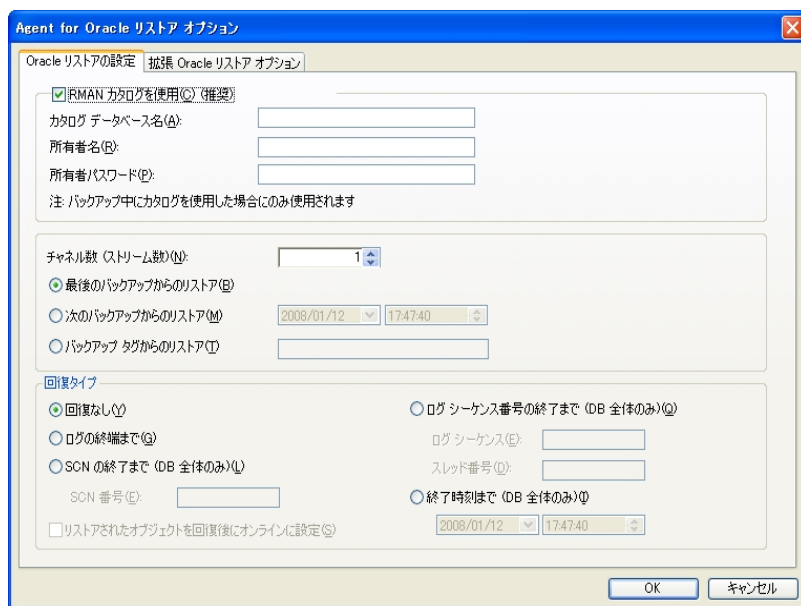 Agent for Oracle リストア オプション
Oracle リストアの設定
拡張 Oracle リストア オプション
RMAN カタログを使用(C) (推奨)
カタログ データベース名(A):
所有者名(R):
所有者パスワード(P):
注: バックアップ中にカタログを使用した場合にのみ使用されます
チャネル数 (ストリーム数)(N): 1
最後のバックアップからのリストア(B)
次のバックアップからのリストア(M) 2008/01/12 17:47:40
バックアップ タグからのリストア(T)
回復タイプ
回復なし(Y)
ログの終端まで(G)
SCN の終了まで (DB 全体のみ)(L)
SCN 番号(E):
リストアされたオブジェクトを回復後にオンラインに設定(S)
ログ シーケンス番号の終了まで (DB 全体のみ)(Q)
ログ シーケンス(E):
スレッド番号(D):
終了時刻まで (DB 全体のみ)(I)
2008/01/12 17:47:40
OK
キャンセル